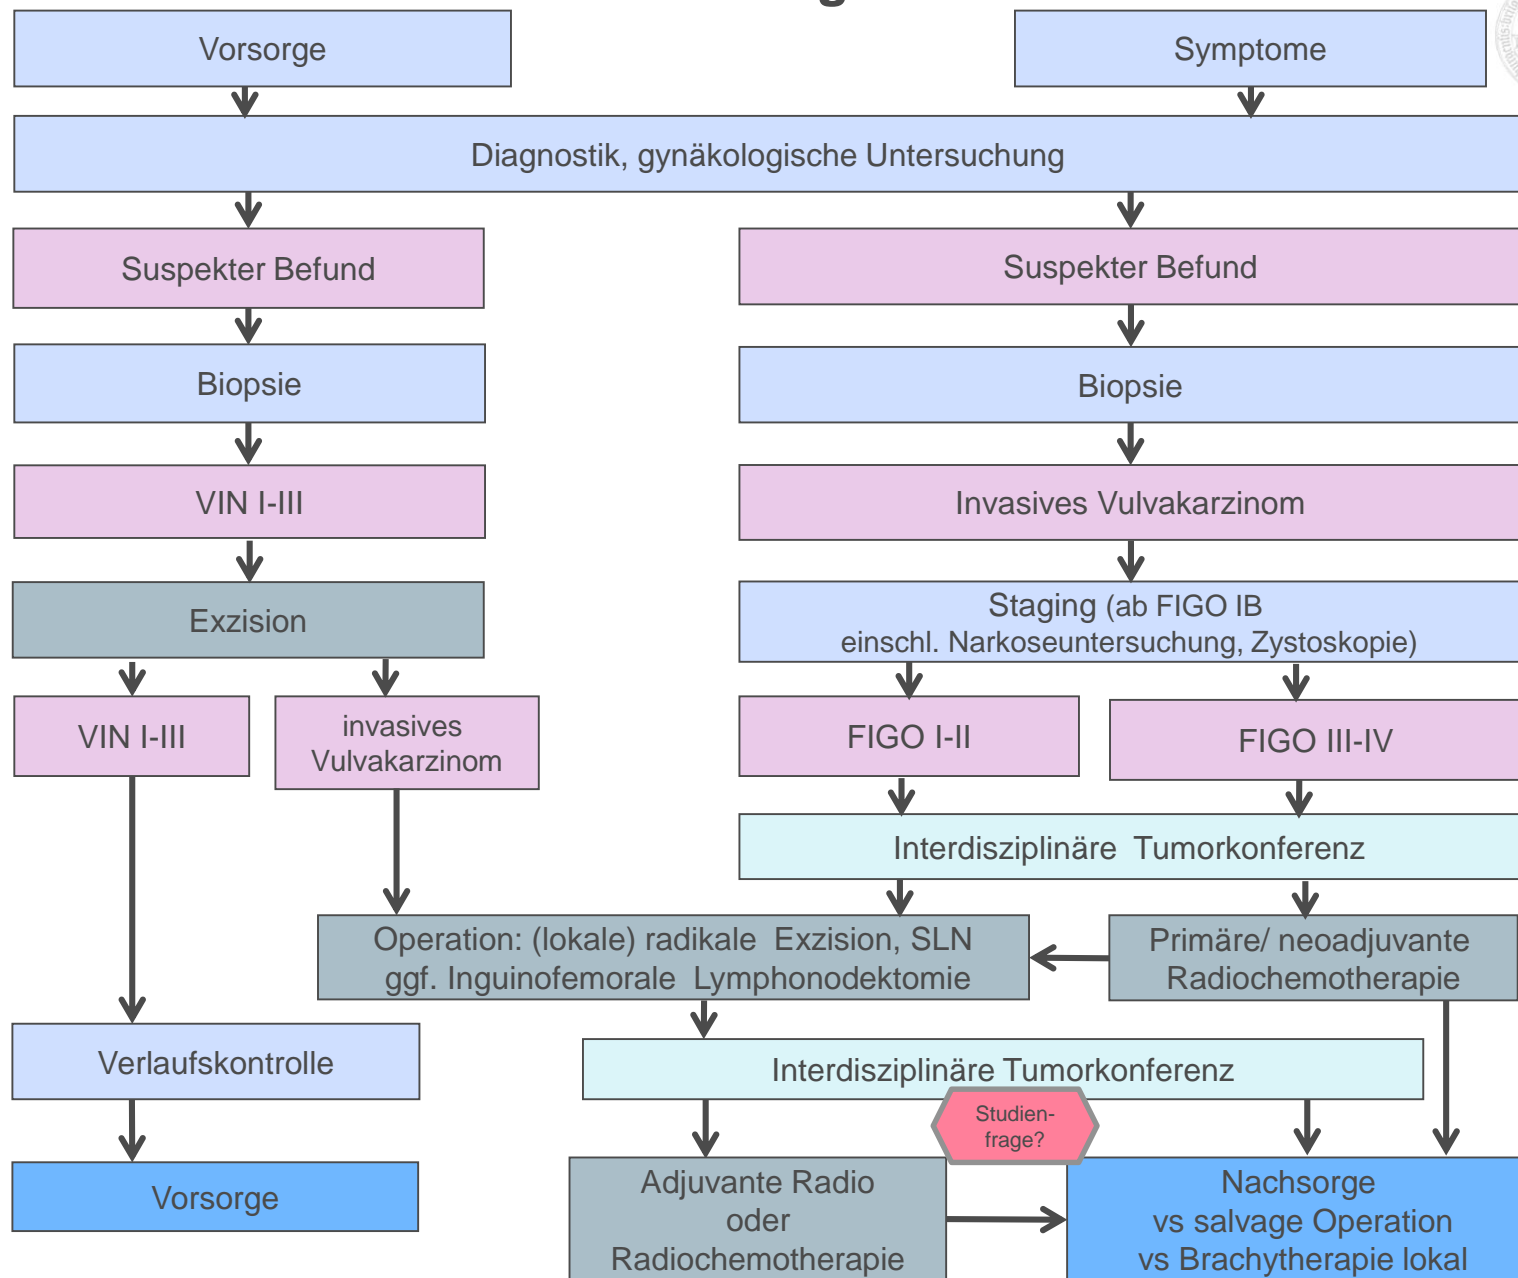 Vorsorge
Symptome
Diagnostik, gynäkologische Untersuchung
Suspekter Befund
Suspekter Befund
Biopsie
Biopsie
VIN I-III
Invasives Vulvakarzinom
Exzision
Staging (ab FIGO IB
einschl. Narkoseuntersuchung, Zystoskopie)
VIN I-III
invasives
Vulvakarzinom
FIGO I-II
FIGO III-IV
Interdisziplinäre Tumorkonferenz
Operation: (lokale) radikale Exzision, SLN
ggf. Inguinofemorale Lymphonodektomie
Primäre/ neoadjuvante
Radiochemotherapie
Verlaufskontrolle
Interdisziplinäre Tumorkonferenz
Studien-
frage?
Vorsorge
Adjuvante Radio
oder
Radiochemotherapie
Nachsorge
vs salvage Operation
vs Brachytherapie lokal